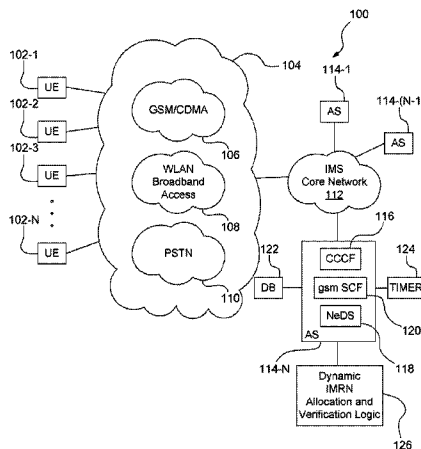 100
102-1
UE
102-2
UE
102-3
UE
102-N
UE
104
GSM/CDMA
106
WLAN
Broadband
Access
108
PSTN
110
114-1
AS
114-(N-1
AS
IMS
Core Network
112
116
CCCF
122
DB
gsm SCF
124
TIMER
120
NeDS
AS
118
114-N
Dynamic
IMRN
Allocation and
Verification Logic
126